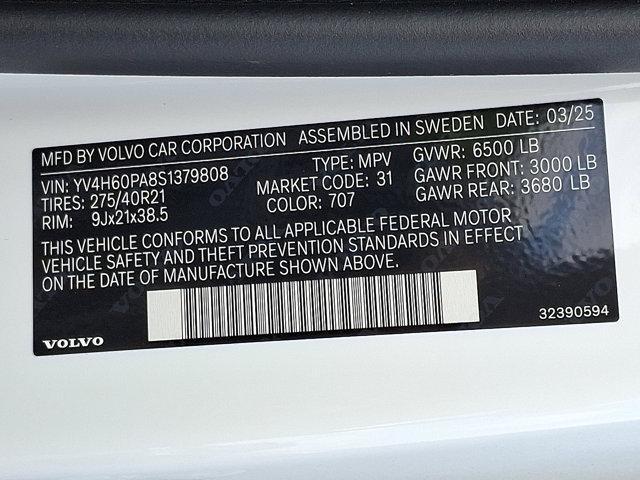 MFD BY VOLVO CAR CORPORATION ASSEMBLED IN SWEDEN DATE: 03/25
VIN: YV4H60PA8S1379808 TYPE: MPV GVWR: 6500 LB
TIRES: 275/40R21 MARKET CODE: 31 GAWR FRONT: 3000 LB
RIM: 9Jx21x38.5 COLOR: 707 GAWR REAR: 3680 LB
THIS VEHICLE CONFORMS TO ALL APPLICABLE FEDERAL MOTOR
VEHICLE SAFETY AND THEFT PREVENTION STANDARDS IN EFFECT
ON THE DATE OF MANUFACTURE SHOWN ABOVE.
VOLVO 32390594